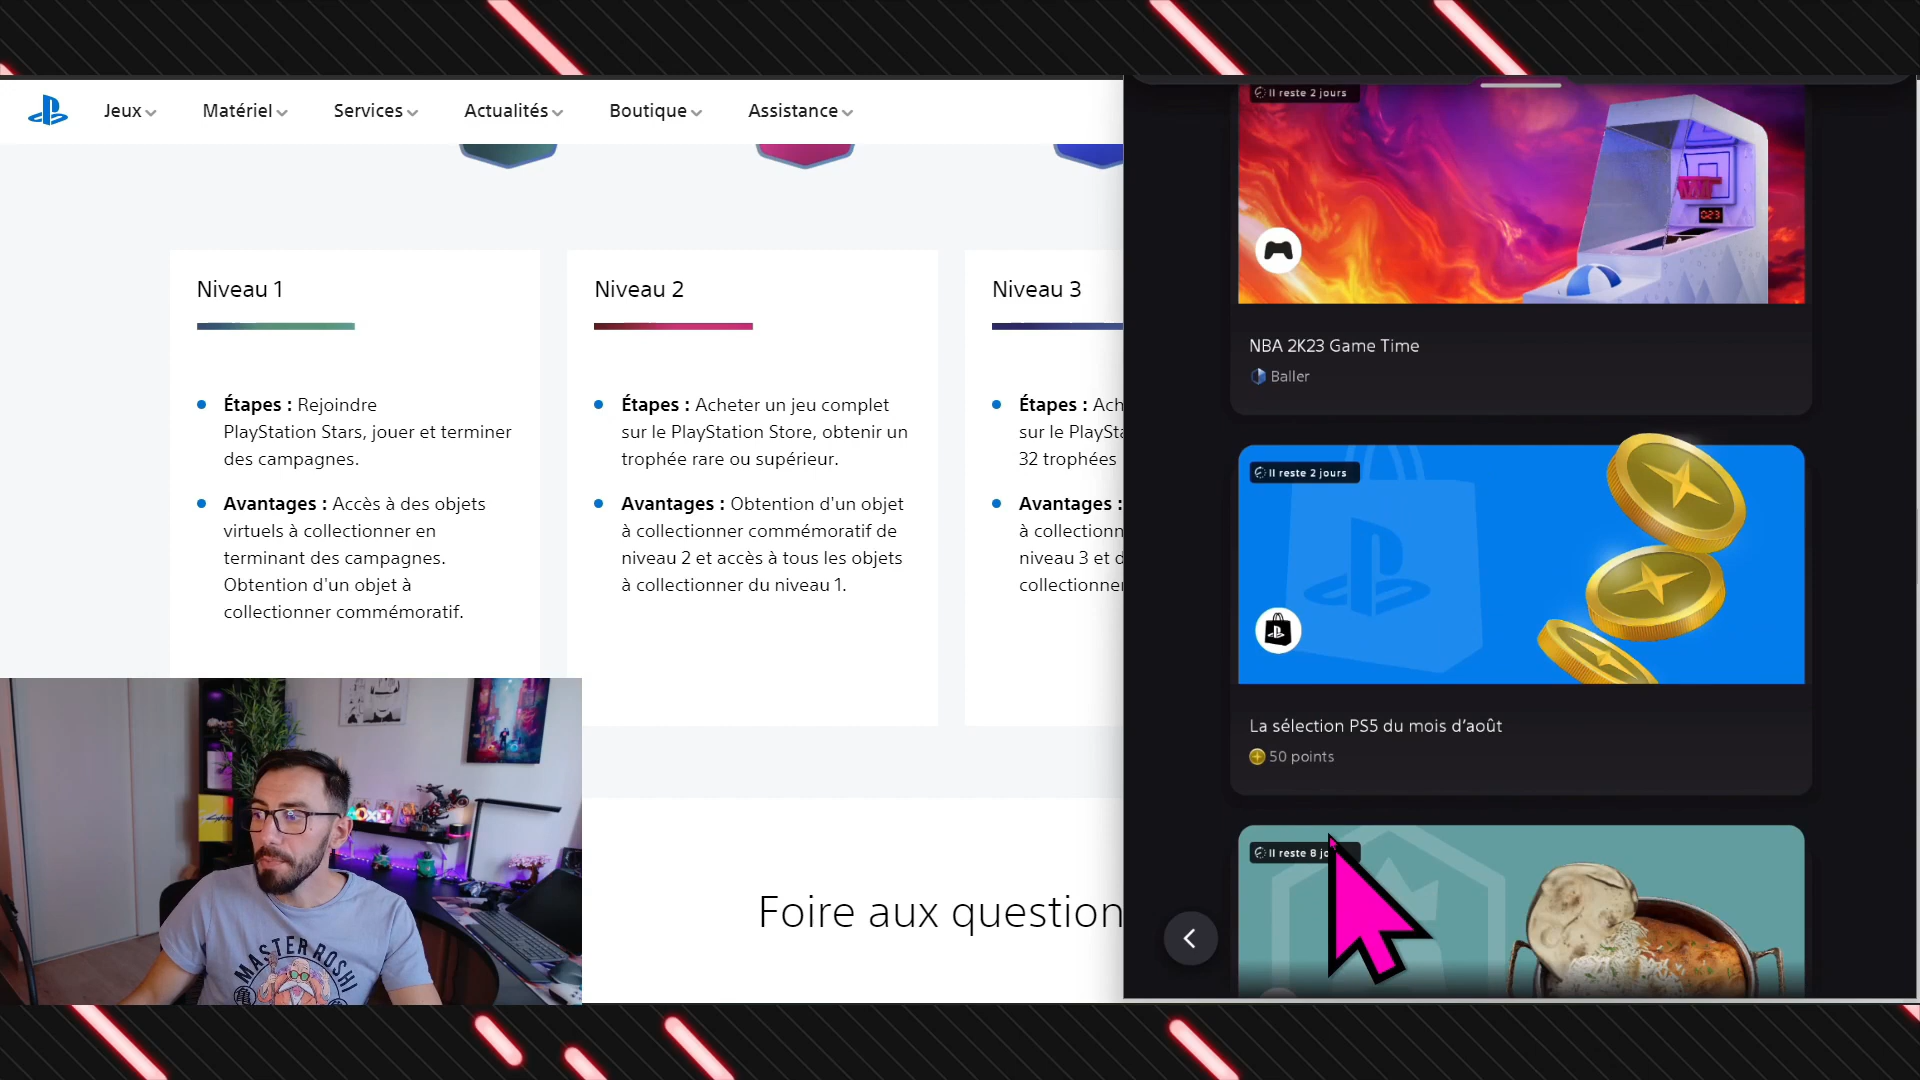 Jeux
Matériel
Services
Actualités
Boutique
Assistance
Niveau 1
Étapes : Rejoindre
PlayStation Stars, jouer et terminer
des campagnes.
Avantages : Accès à des objets
virtuels à collectionner en
terminant des campagnes.
Obtention d'un objet à
collectionner commémoratif.
Niveau 2
Étapes : Acheter un jeu complet
sur le PlayStation Store, obtenir un
trophée rare ou supérieur.
Avantages : Obtention d'un objet
à collectionner commémoratif de
niveau 2 et accès à tous les objets
à collectionner du niveau 1.
Niveau 3
Étapes : Ach
sur le PlaySta
32 trophées
Avantages :
à collectionn
niveau 3 et d
collectionner
Foire aux question
Il reste 2 jours
023
NBA 2K23 Game Time
Baller
Il reste 2 jours
La sélection PS5 du mois d’août
50 points
Il reste 8 jo
MASTER ROSHI